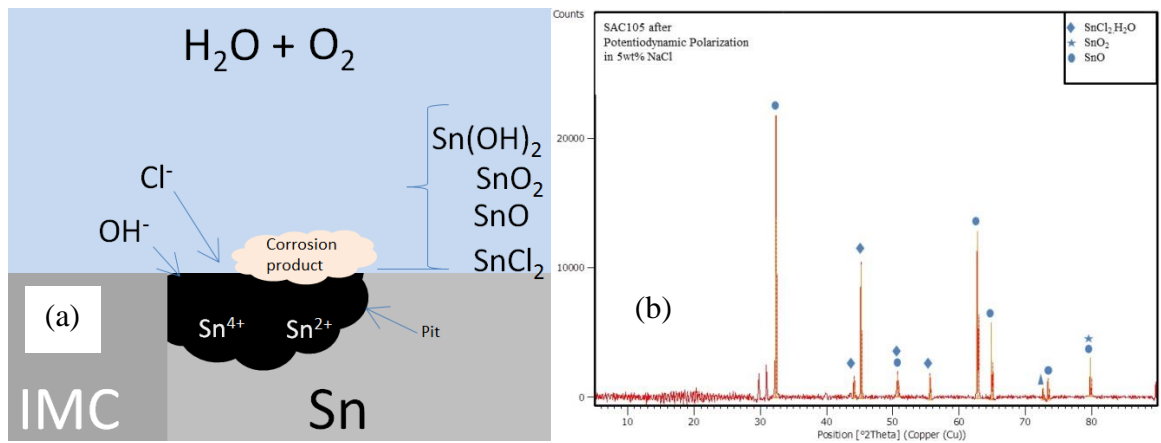 H₂O + O₂
Sn(OH)₂
SnO₂
SnO
SnCl₂
Cl⁻
OH⁻
Corrosion
product
(a)
Sn⁴⁺ Sn²⁺
Pit
IMC
Sn
Counts
SAC105 after
Potentiodynamic Polarization
in 5wt% NaCl
SnCl₂.H₂O
SnO₂
SnO
20000
10000
0
(b)
10 20 30 40 50 60 70 80
Position [°2Theta] (Copper (Cu))